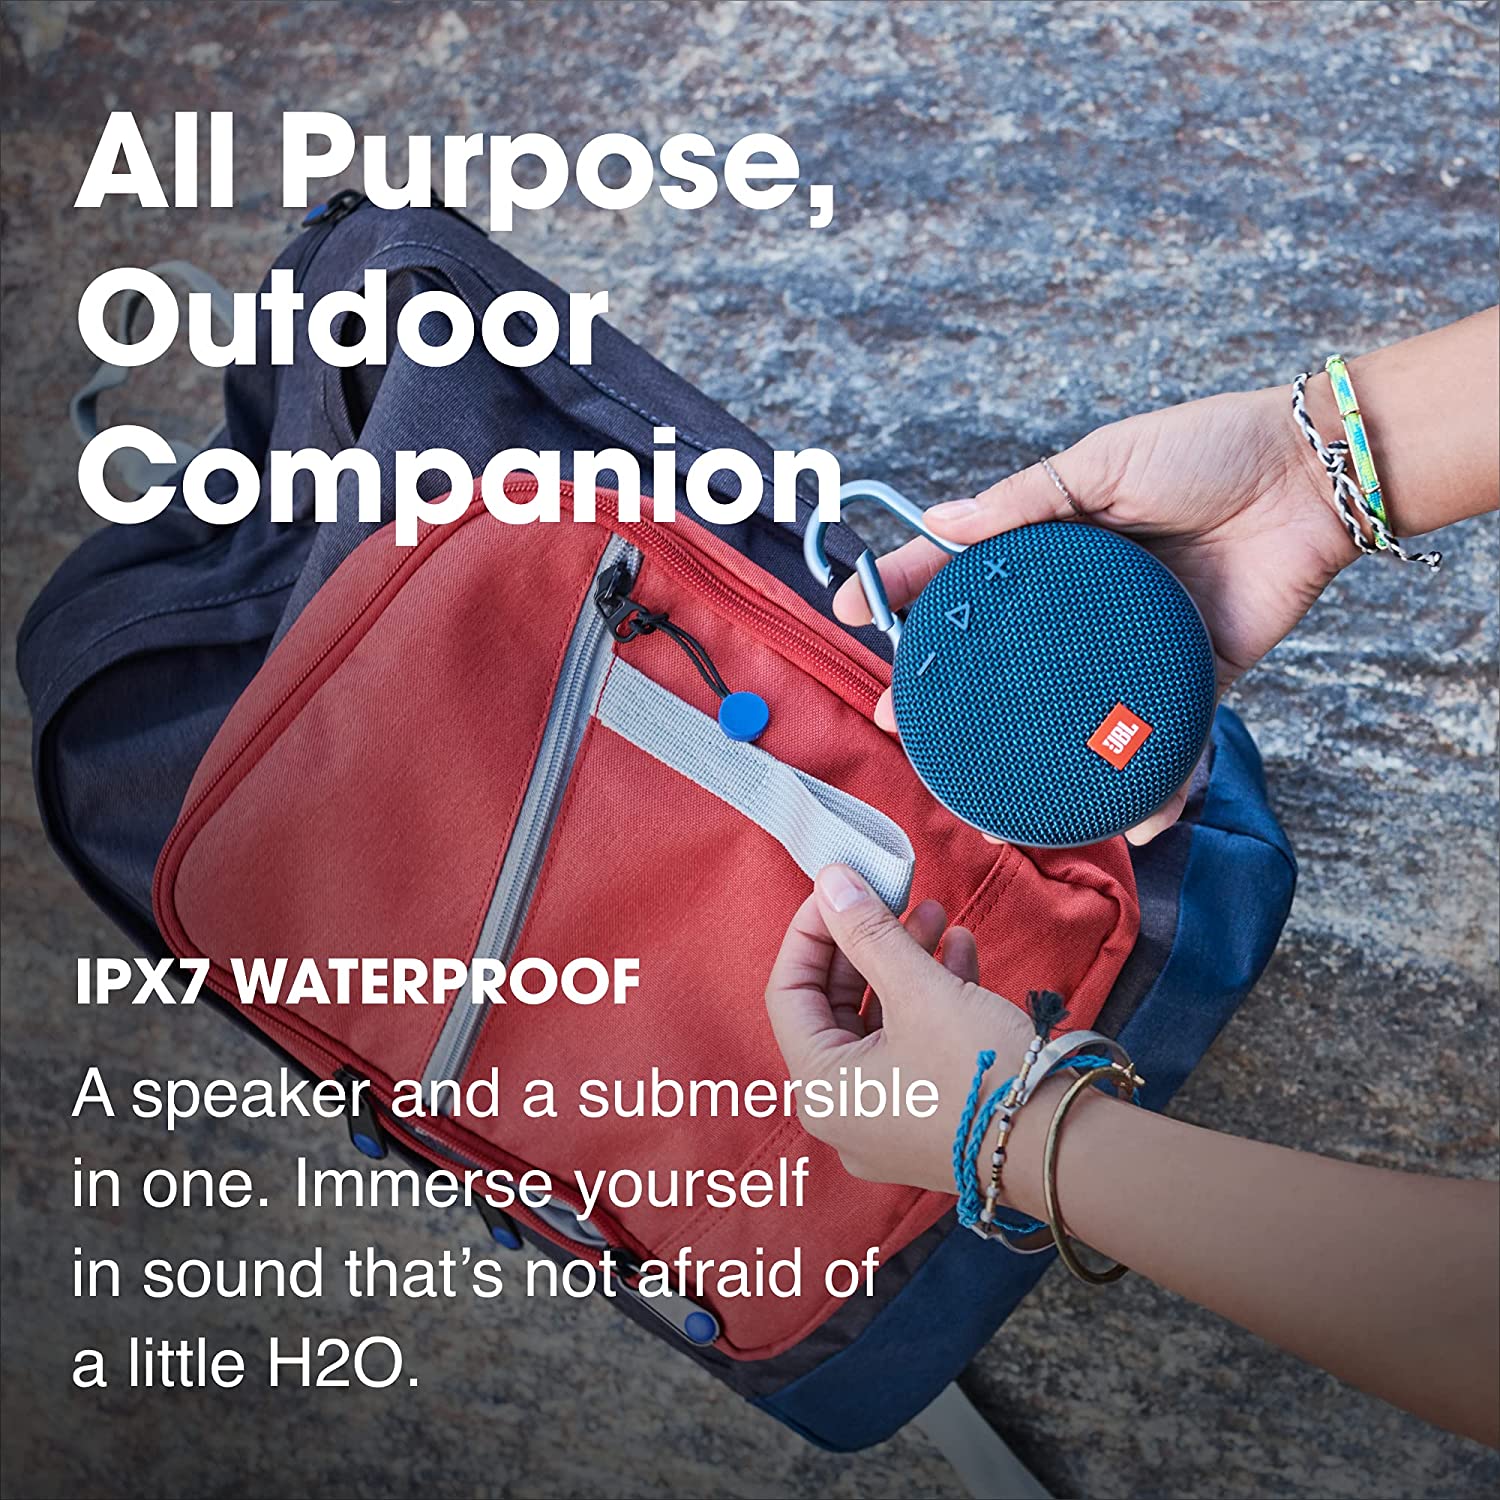 All Purpose,
Outdoor
Companion
JBL
IPX7 WATERPROOF
A speaker and a submersible
in one. Immerse yourself
in sound that’s not afraid of
a little H2O.